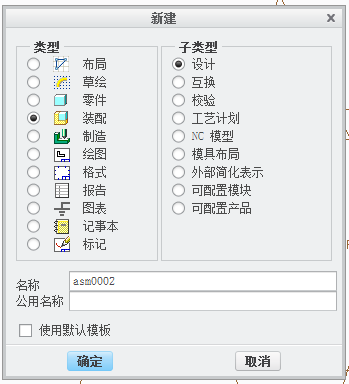 新建
类型
布局
草绘
零件
装配
制造
绘图
格式
报告
图表
记事本
标记
子类型
设计
互换
校验
工艺计划
NC 模型
模具布局
外部简化表示
可配置模块
可配置产品
名称 asm0002
公用名称
使用默认模板
确定 取消